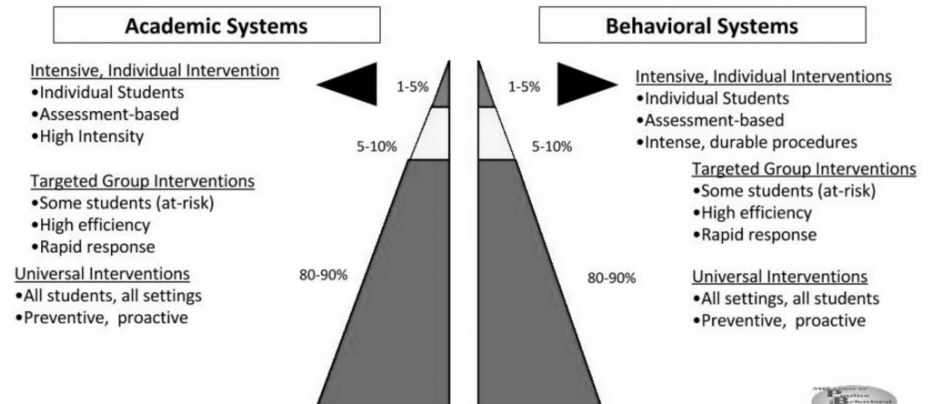 Academic Systems
Behavioral Systems
Intensive, Individual Intervention
•Individual Students
•Assessment-based
•High Intensity
1-5%
1-5%
Intensive, Individual Interventions
•Individual Students
•Assessment-based
•Intense, durable procedures
5-10%
5-10%
Targeted Group Interventions
•Some students (at-risk)
•High efficiency
•Rapid response
Targeted Group Interventions
•Some students (at-risk)
•High efficiency
•Rapid response
80-90%
80-90%
Universal Interventions
•All students, all settings
•Preventive, proactive
Universal Interventions
•All settings, all students
•Preventive, proactive
Positive
Behavioral